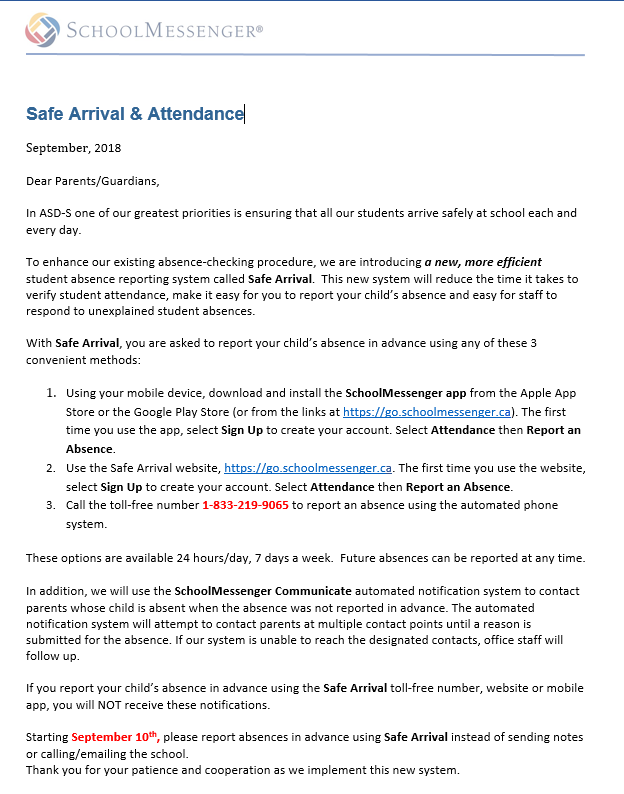 SCHOOLMESSENGER®
Safe Arrival & Attendance
September, 2018
Dear Parents/Guardians,
In ASD-S one of our greatest priorities is ensuring that all our students arrive safely at school each and
every day.
To enhance our existing absence-checking procedure, we are introducing a new, more efficient
student absence reporting system called Safe Arrival.  This new system will reduce the time it takes to
verify student attendance, make it easy for you to report your child's absence and easy for staff to
respond to unexplained student absences.
With Safe Arrival, you are asked to report your child's absence in advance using any of these 3
convenient methods:
1. Using your mobile device, download and install the SchoolMessenger app from the Apple App
Store or the Google Play Store (or from the links at https://go.schoolmessenger.ca). The first
time you use the app, select Sign Up to create your account. Select Attendance then Report an
Absence.
2. Use the Safe Arrival website, https://go.schoolmessenger.ca. The first time you use the website,
select Sign Up to create your account. Select Attendance then Report an Absence.
3. Call the toll-free number 1-833-219-9065 to report an absence using the automated phone
system.
These options are available 24 hours/day, 7 days a week.  Future absences can be reported at any time.
In addition, we will use the SchoolMessenger Communicate automated notification system to contact
parents whose child is absent when the absence was not reported in advance. The automated
notification system will attempt to contact parents at multiple contact points until a reason is
submitted for the absence. If our system is unable to reach the designated contacts, office staff will
follow up.
If you report your child's absence in advance using the Safe Arrival toll-free number, website or mobile
app, you will NOT receive these notifications.
Starting September 10th, please report absences in advance using Safe Arrival instead of sending notes
or calling/emailing the school.
Thank you for your patience and cooperation as we implement this new system.